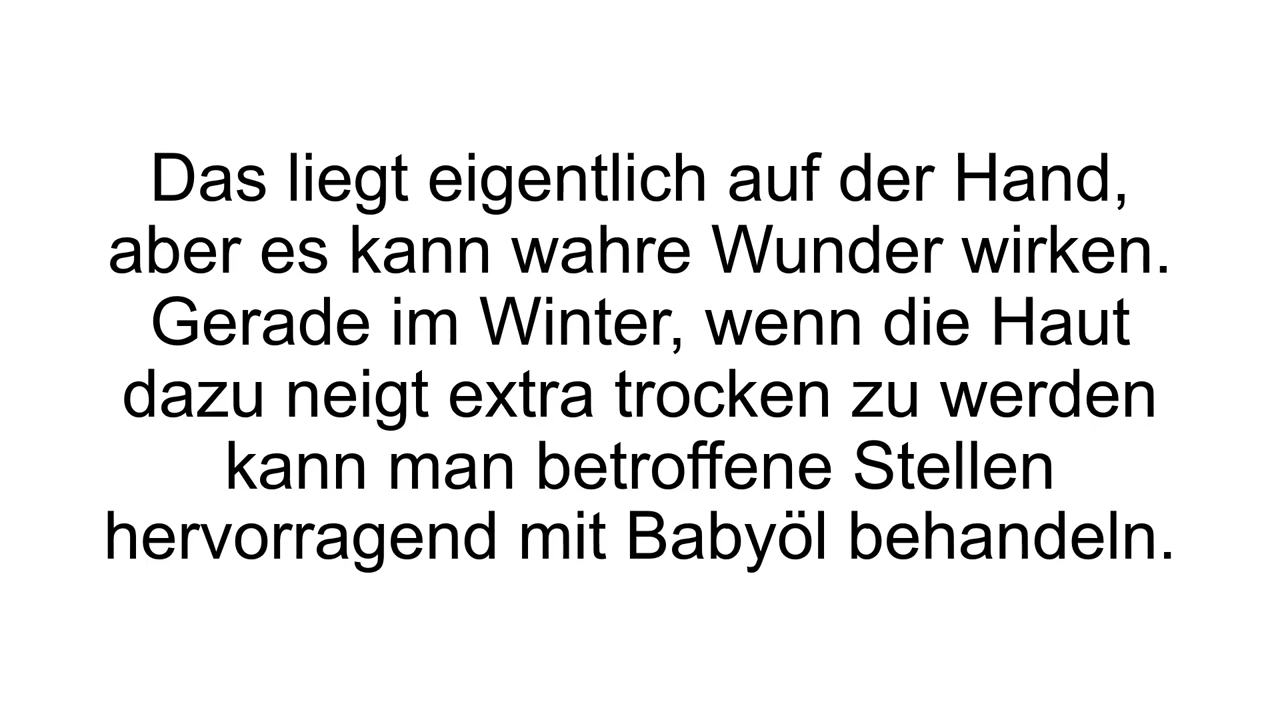 Das liegt eigentlich auf der Hand,
aber es kann wahre Wunder wirken.
Gerade im Winter, wenn die Haut
dazu neigt extra trocken zu werden
kann man betroffene Stellen
hervorragend mit Babyöl behandeln.